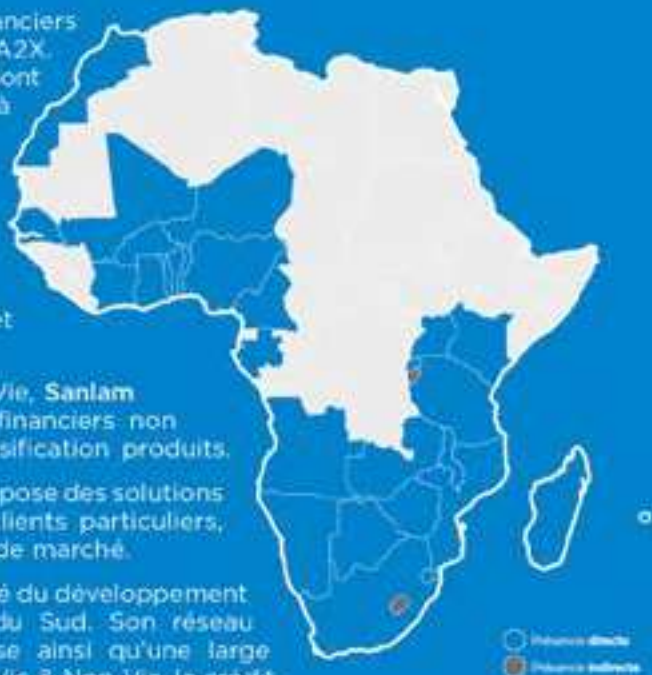 anciers
A2X.
ont
à
et
Vie, Sanlam
financiers non
sification produits.
pose des solutions
lients particuliers,
de marché.
é du développement
du Sud. Son réseau
se ainsi qu'une large
Présence directe
Présence indirecte